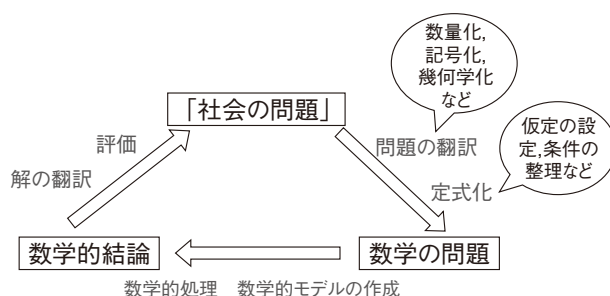 数量化,
記号化,
幾何学化
など
「社会の問題」
評価
問題の翻訳
仮定の設
定,条件の
整理など
解の翻訳
定式化
数学的結論
数学の問題
数学的処理　数学的モデルの作成